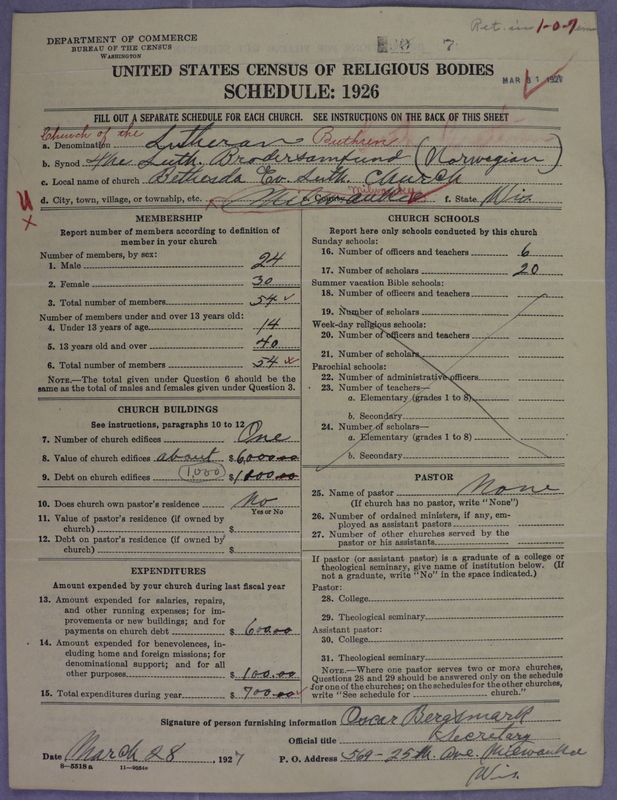 Ret. in 1-0-7
DEPARTMENT OF COMMERCE
BUREAU OF THE CENSUS
WASHINGTON
7
UNITED STATES CENSUS OF RELIGIOUS BODIES
MAR 31 1927
SCHEDULE: 1926
FILL OUT A SEPARATE SCHEDULE FOR EACH CHURCH. SEE INSTRUCTIONS ON THE BACK OF THIS SHEET
Church of the Brethren
a. Denomination Lutheran
b. Synod The Luth. Brodersamfund (Norwegian)
c. Local name of church Bethesda Ev. Luth. Church
d. City, town, village, or township, etc. Milwaukee County Milwaukee f. State Wis.
MEMBERSHIP
Report number of members according to definition of member in your church
Number of members, by sex:
1. Male 24
2. Female 30
3. Total number of members 54
Number of members under and over 13 years old:
4. Under 13 years of age 14
5. 13 years old and over 40
6. Total number of members 54
NOTE.—The total given under Question 6 should be the same as the total of males and females given under Question 3.
CHURCH BUILDINGS
See instructions, paragraphs 10 to 12
7. Number of church edifices One
8. Value of church edifices about $6000.00
9. Debt on church edifices 1,000 $1000.00
10. Does church own pastor's residence No
Yes or No
11. Value of pastor's residence (if owned by church) $
12. Debt on pastor's residence (if owned by church) $
EXPENDITURES
Amount expended by your church during last fiscal year
13. Amount expended for salaries, repairs, and other running expenses; for improvements or new buildings; and for payments on church debt $ 600.00
14. Amount expended for benevolences, including home and foreign missions; for denominational support; and for all other purposes $ 100.00
15. Total expenditures during year $ 700.00
CHURCH SCHOOLS
Report here only schools conducted by this church
Sunday schools:
16. Number of officers and teachers 6
17. Number of scholars 20
Summer vacation Bible schools:
18. Number of officers and teachers
19. Number of scholars
Week-day religious schools:
20. Number of officers and teachers
21. Number of scholars
Parochial schools:
22. Number of administrative officers
23. Number of teachers—
a. Elementary (grades 1 to 8)
b. Secondary
24. Number of scholars—
a. Elementary (grades 1 to 8)
b. Secondary
PASTOR
25. Name of pastor None
(If church has no pastor, write "None")
26. Number of ordained ministers, if any, employed as assistant pastors
27. Number of other churches served by the pastor or his assistants
If pastor (or assistant pastor) is a graduate of a college or theological seminary, give name of institution below. (If not a graduate, write "No" in the space indicated.)
Pastor:
28. College
29. Theological seminary
Assistant pastor:
30. College
31. Theological seminary
NOTE.—Where one pastor serves two or more churches, Questions 28 and 29 should be answered only on the schedule for one of the churches; on the schedules for the other churches, write "See schedule for church."
Signature of person furnishing information Oscar Bergsmark
Official title Secretary
Date March 28, 1927 P. O. Address 569 - 25th. Ave. Milwaukee
Wis
8—5518 a 11—9254